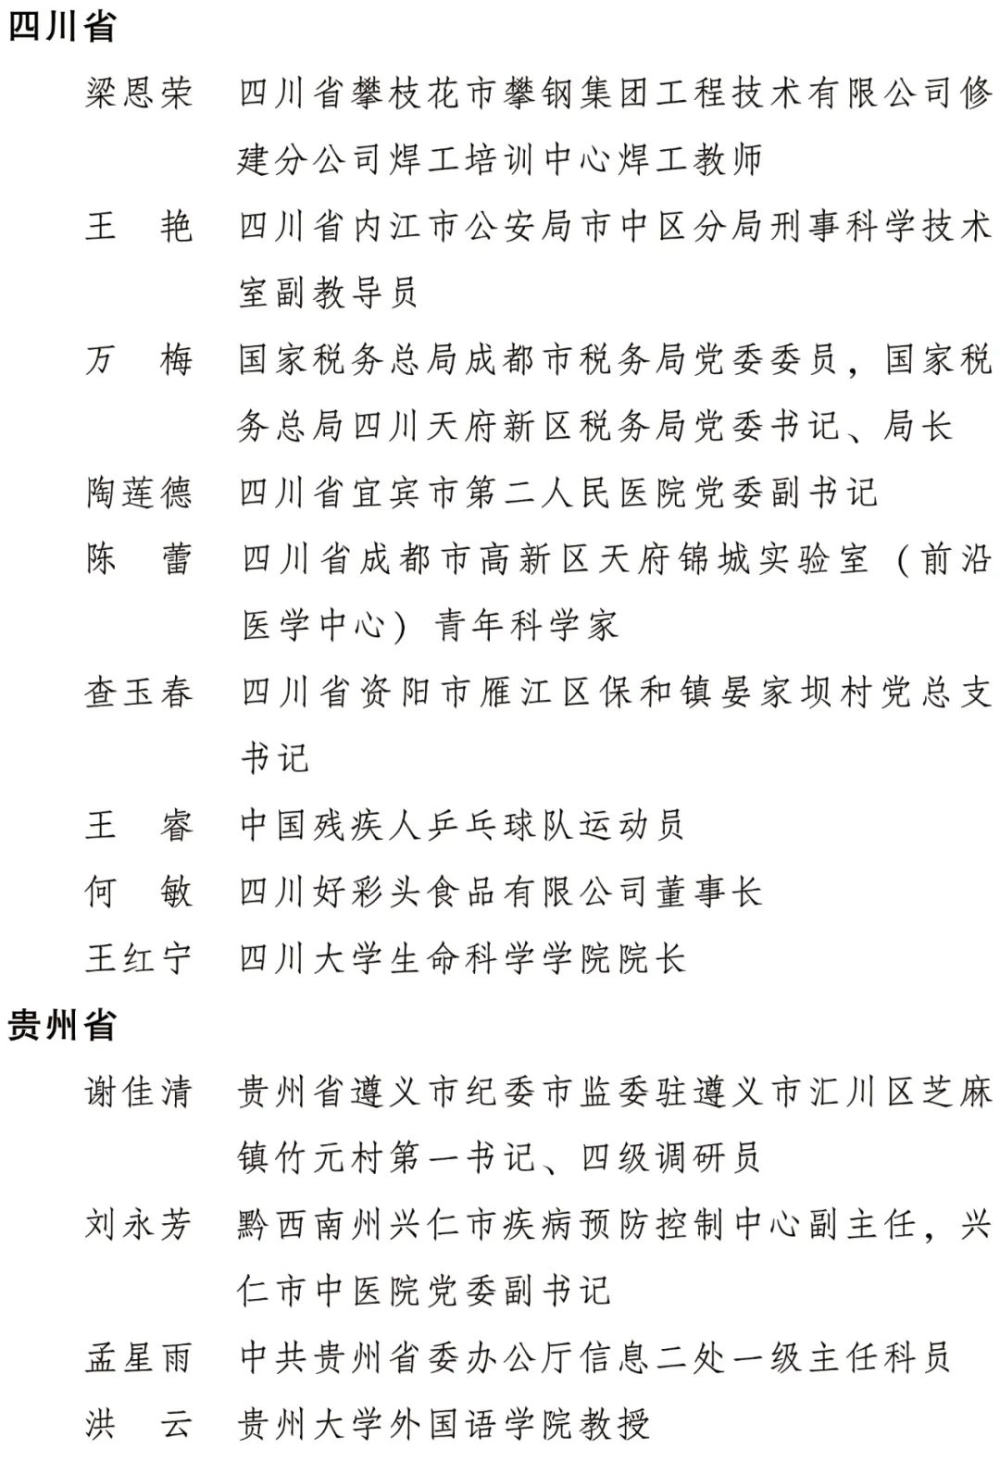 四川省
梁恩荣 四川省攀枝花市攀钢集团工程技术有限公司修
建分公司焊工培训中心焊工教师
王 艳 四川省内江市公安局市中区分局刑事科学技术
室副教导员
万 梅 国家税务总局成都市税务局党委委员，国家税
务总局四川天府新区税务局党委书记、局长
陶莲德 四川省宜宾市第二人民医院党委副书记
陈 蕾 四川省成都市高新区天府锦城实验室（前沿
医学中心）青年科学家
查玉春 四川省资阳市雁江区保和镇晏家坝村党总支
书记
王 睿 中国残疾人乒乓球队运动员
何 敏 四川好彩头食品有限公司董事长
王红宁 四川大学生命科学学院院长
贵州省
谢佳清 贵州省遵义市纪委市监委驻遵义市汇川区芝麻
镇竹元村第一书记、四级调研员
刘永芳 黔西南州兴仁市疾病预防控制中心副主任，兴
仁市中医院党委副书记
孟星雨 中共贵州省委办公厅信息二处一级主任科员
洪 云 贵州大学外国语学院教授